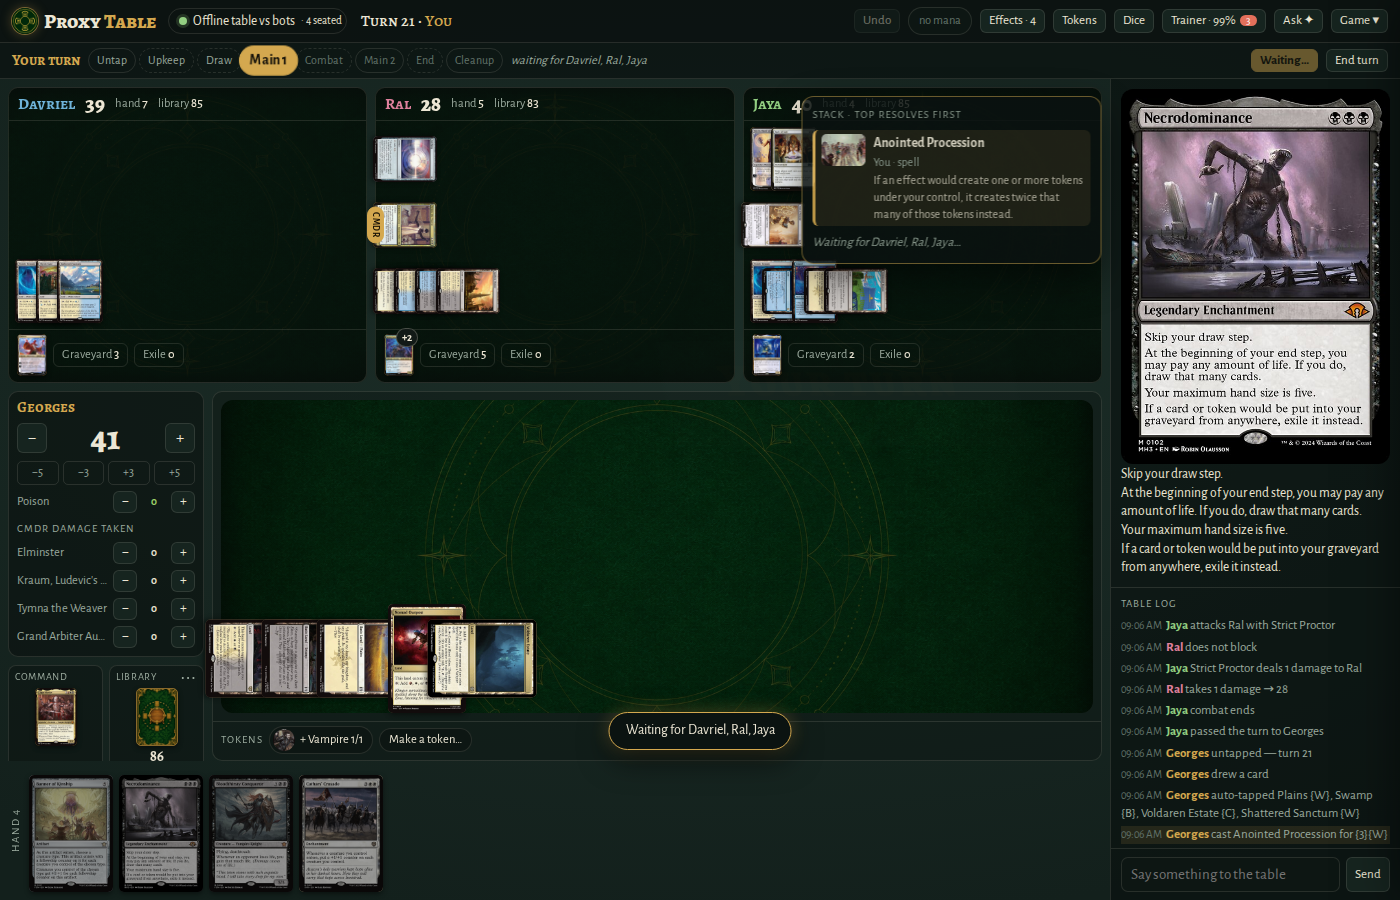 PROXY TABLE
Offline table vs bots · 4 seated
TURN 21 · YOU
Undo
no mana
Effects · 4
Tokens
Dice
Trainer · 99% 3
Ask ✦
Game ▾
YOUR TURN
Untap
Upkeep
Draw
Main 1
Combat
Main 2
End
Cleanup
waiting for Davriel, Ral, Jaya
Waiting...
End turn
DAVRIEL 39 hand 7 library 85
RAL 28 hand 5 library 83
JAYA 4 hand 4 library 85
STACK · TOP RESOLVES FIRST
Anointed Procession
You · spell
If an effect would create one or more tokens
under your control, it creates twice that
many of those tokens instead.
Waiting for Davriel, Ral, Jaya...
CMDR
Graveyard 3
Exile 0
+2
Graveyard 5
Exile 0
Graveyard 2
Exile 0
GEORGES
− 41 +
−5 −3 +3 +5
Poison − 0 +
CMDR DAMAGE TAKEN
Elminster − 0 +
Kraum, Ludevic's ... − 0 +
Tymna the Weaver − 0 +
Grand Arbiter Au... − 0 +
COMMAND
LIBRARY ...
86
TOKENS
+ Vampire 1/1
Make a token...
Waiting for Davriel, Ral, Jaya
HAND 4
Necrodominance
Necrodominance
Legendary Enchantment
Skip your draw step.
At the beginning of your end step, you
may pay any amount of life. If you do,
draw that many cards.
Your maximum hand size is five.
If a card or token would be put into your
graveyard from anywhere, exile it instead.
M 0102
MH3 • EN ROBIN OLAUSSON
™ & © 2024 Wizards of the Coast
Skip your draw step.
At the beginning of your end step, you may pay any
amount of life. If you do, draw that many cards.
Your maximum hand size is five.
If a card or token would be put into your graveyard
from anywhere, exile it instead.
TABLE LOG
09:06 AM Jaya attacks Ral with Strict Proctor
09:06 AM Ral does not block
09:06 AM Jaya Strict Proctor deals 1 damage to Ral
09:06 AM Ral takes 1 damage → 28
09:06 AM Jaya combat ends
09:06 AM Jaya passed the turn to Georges
09:06 AM Georges untapped — turn 21
09:06 AM Georges drew a card
09:06 AM Georges auto-tapped Plains {W}, Swamp
{B}, Voldaren Estate {C}, Shattered Sanctum {W}
09:06 AM Georges cast Anointed Procession for {3}{W}
Say something to the table
Send